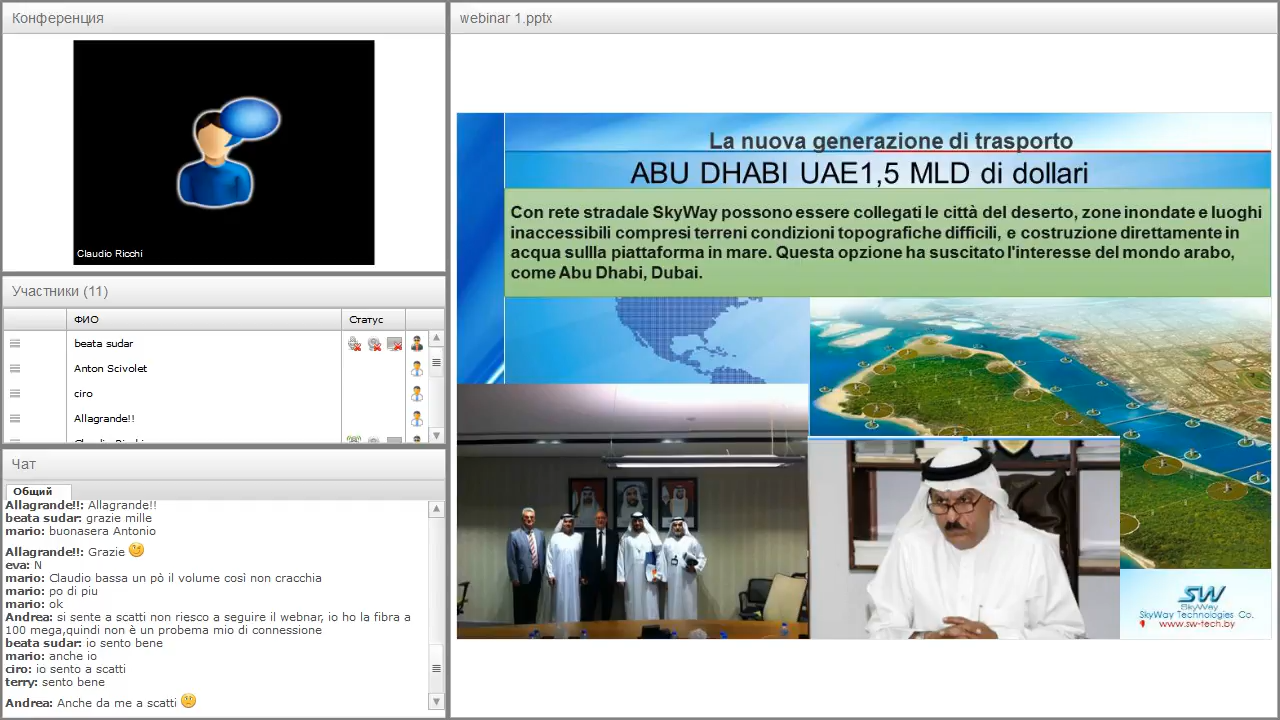 Конференция
Claudio Ricchi
Участники (11)
ФИО
Статус
beata sudar
Anton Scivolet
ciro
Allagrande!!
Чат
Общий
Allagrande!!: Allagrande!!
beata sudar: grazie mille
mario: buonasera Antonio
Allagrande!!: Grazie
eva: N
mario: Claudio bassa un pò il volume così non cracchia
mario: po di piu
mario: ok
Andrea: si sente a scatti non riesco a seguire il webnar, io ho la fibra a
100 mega,quindi non è un probema mio di connessione
beata sudar: io sento bene
mario: anche io
ciro: io sento a scatti
terry: sento bene
Andrea: Anche da me a scatti
webinar 1.pptx
La nuova generazione di trasporto
ABU DHABI UAE1,5 MLD di dollari
Con rete stradale SkyWay possono essere collegati le città del deserto, zone inondate e luoghi
inaccessibili compresi terreni condizioni topografiche difficili, e costruzione direttamente in
acqua sullla piattaforma in mare. Questa opzione ha suscitato l'interesse del mondo arabo,
come Abu Dhabi, Dubai.
SW
SkyWay
SkyWay Technologies Co.
www.sw-tech.by